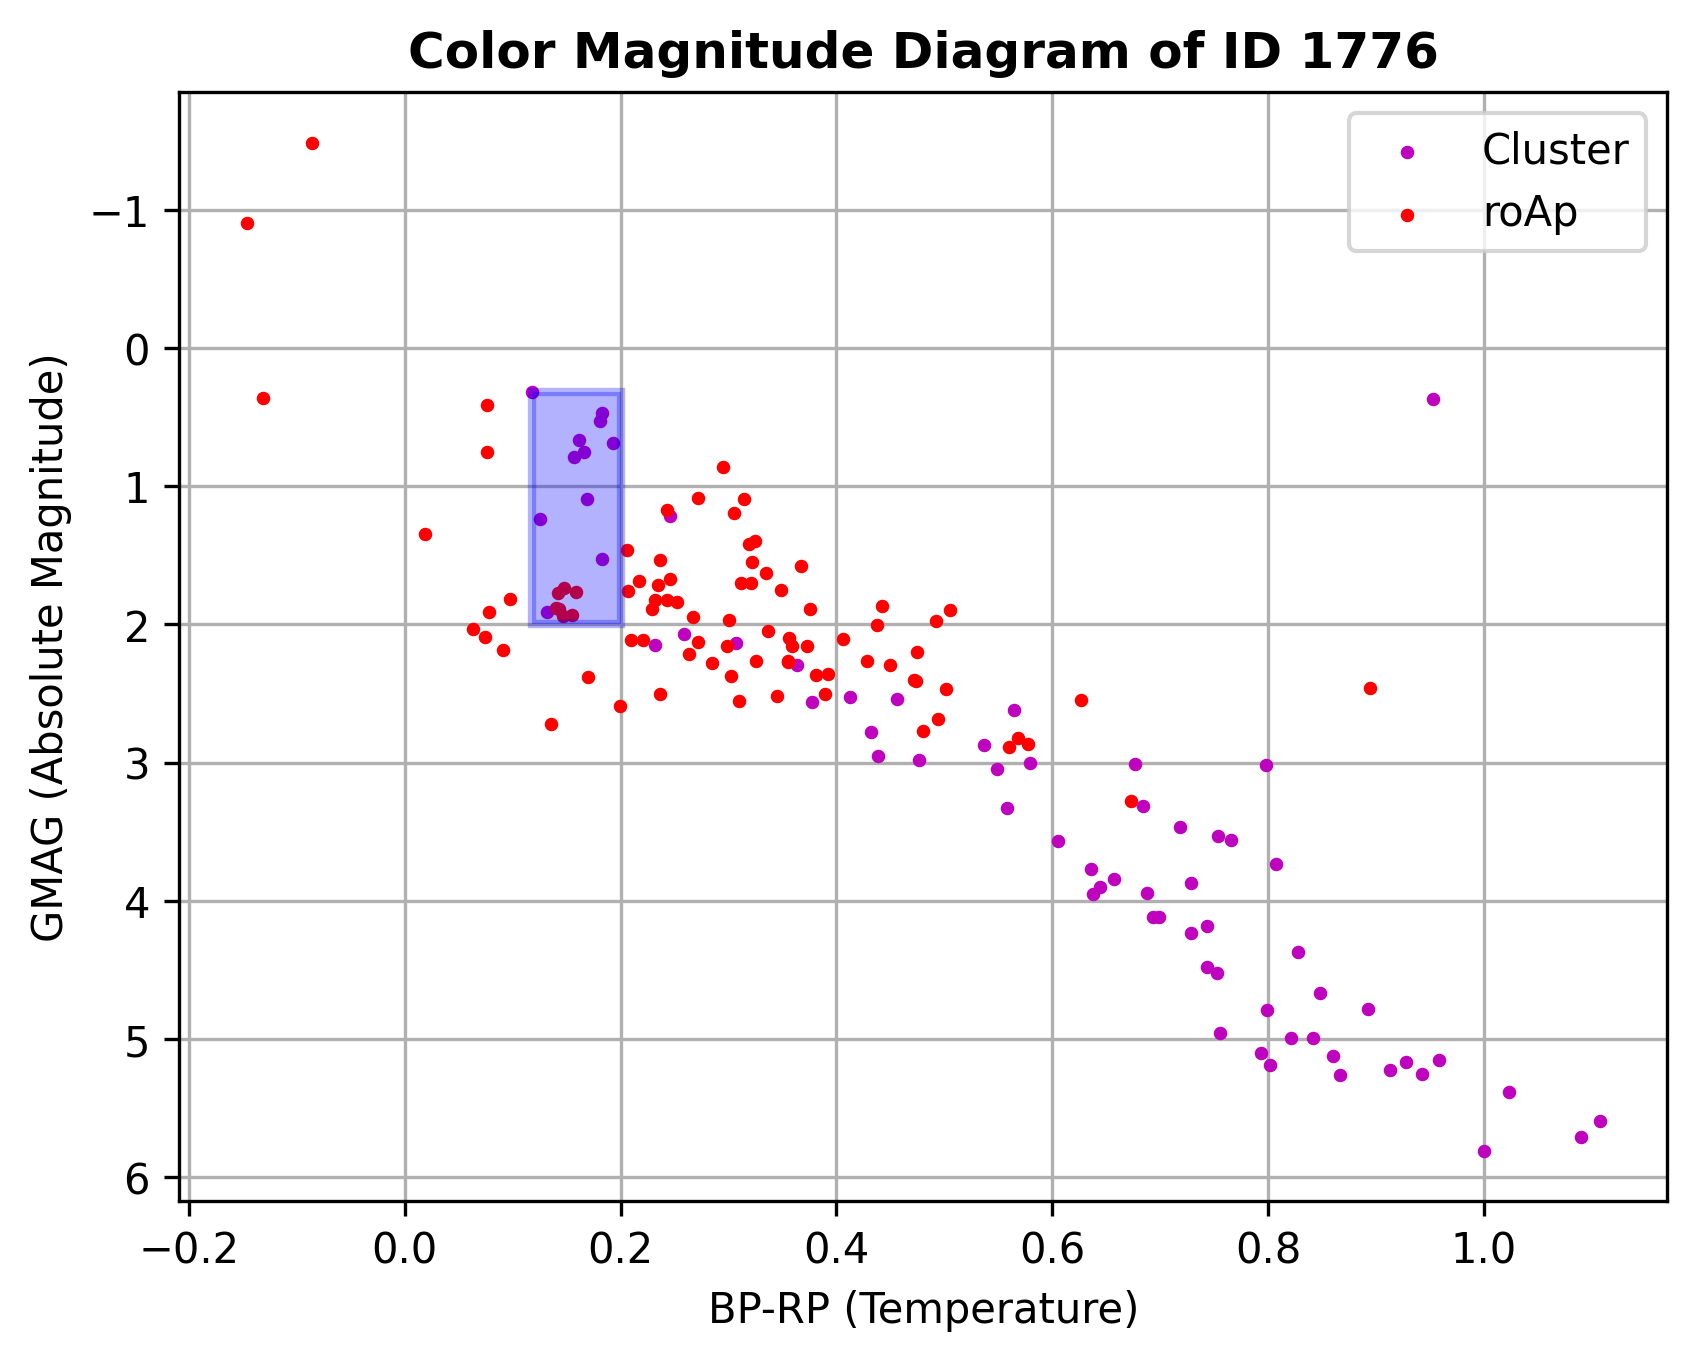 Color Magnitude Diagram of ID 1776
Cluster
roAp
GMAG (Absolute Magnitude)
−1
0
1
2
3
4
5
6
−0.2 0.0 0.2 0.4 0.6 0.8 1.0
BP-RP (Temperature)